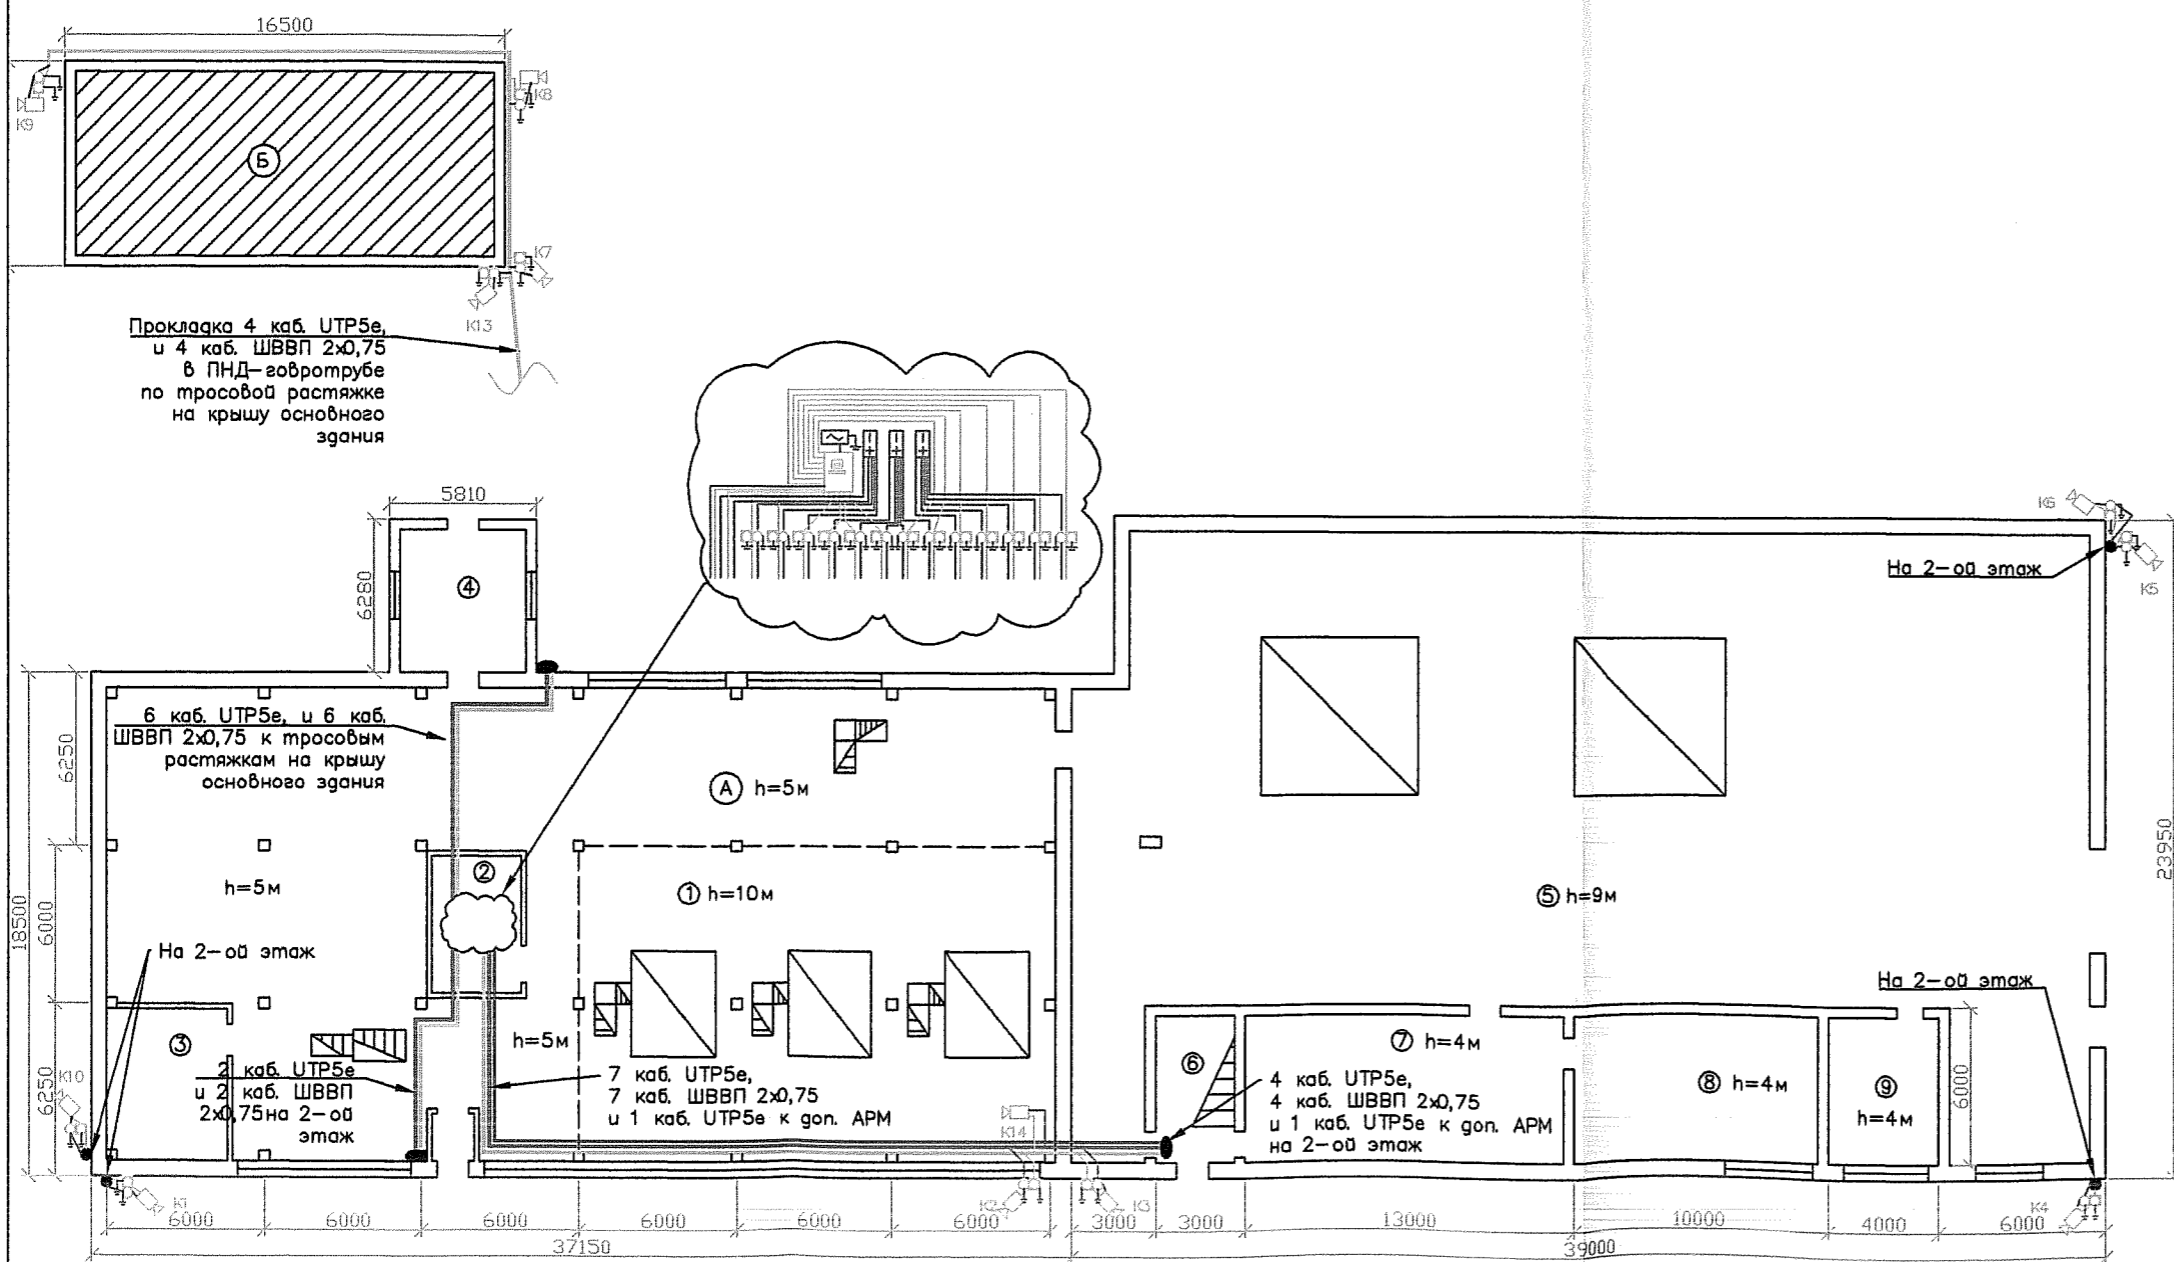 16500
К9
К8
Б
К7
К13
Прокладка 4 каб. UTP5e,
и 4 каб. ШВВП 2х0,75
в ПНД-говротрубе
по тросовой растяжке
на крышу основного
здания
5810
6280
④
К6
На 2-ой этаж
К5
6 каб. UTP5e, и 6 каб.
ШВВП 2х0,75 к тросовым
растяжкам на крышу
основного здания
6250
А h=5м
23950
②
h=5м
① h=10м
⑤ h=9м
18500
6000
На 2-ой этаж
На 2-ой этаж
③
h=5м
⑥
⑦ h=4м
⑧ h=4м
⑨
h=4м
6000
6250
К10
2 каб. UTP5e
и 2 каб. ШВВП
2х0,75на 2-ой
этаж
7 каб. UTP5e,
7 каб. ШВВП 2х0,75
и 1 каб. UTP5e к доп. АРМ
К14
4 каб. UTP5e,
4 каб. ШВВП 2х0,75
и 1 каб. UTP5e к доп. АРМ
на 2-ой этаж
К1
К2
К3
К4
6000 6000 6000 6000 6000 6000 3000 3000 13000 10000 4000 6000
37150 39000